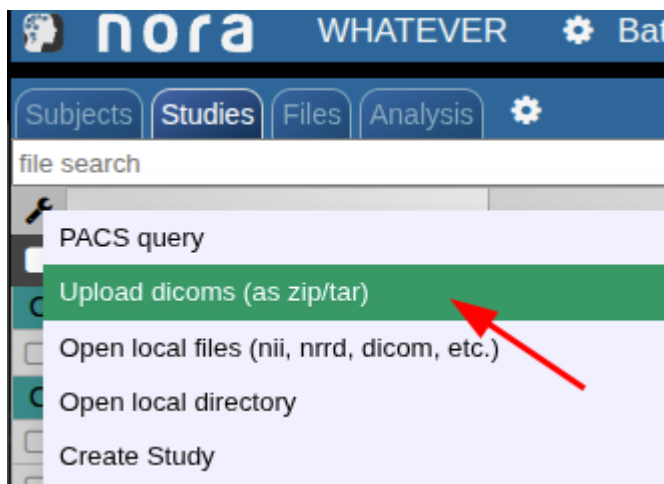 nora WHATEVER Bat
Subjects Studies Files Analysis
file search
PACS query
Upload dicoms (as zip/tar)
Open local files (nii, nrrd, dicom, etc.)
Open local directory
Create Study